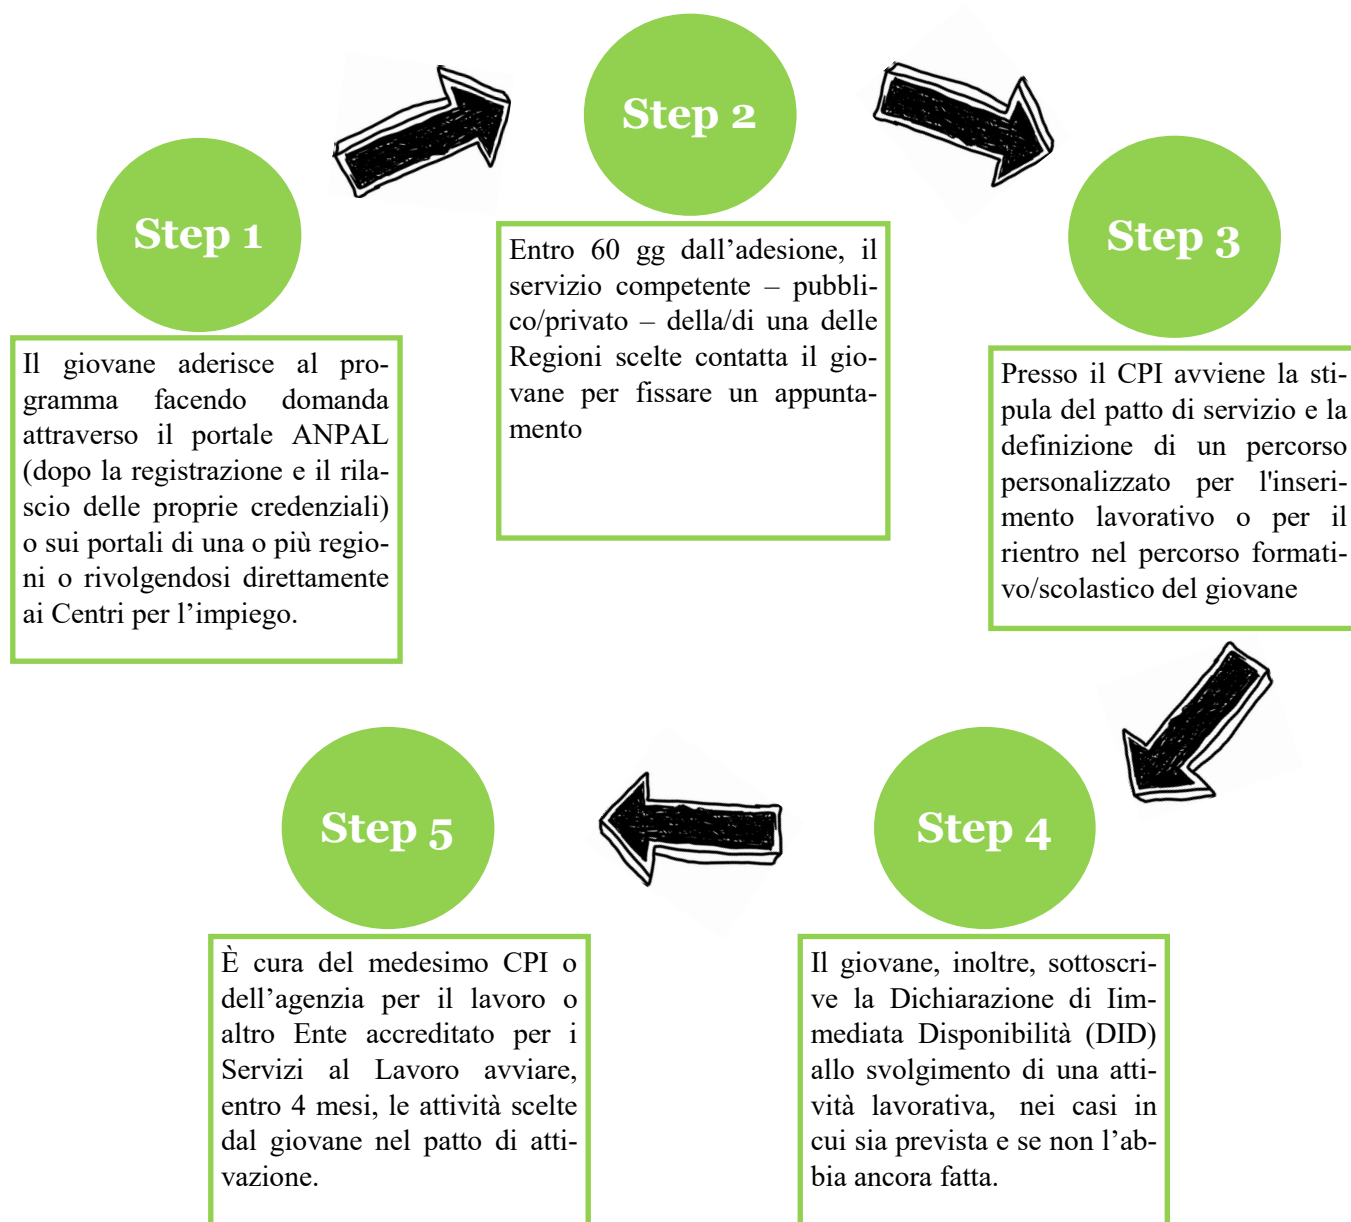 Step 1
Il giovane aderisce al pro-
gramma facendo domanda
attraverso il portale ANPAL
(dopo la registrazione e il rila-
scio delle proprie credenziali)
o sui portali di una o più regio-
ni o rivolgendosi direttamente
ai Centri per l’impiego.
Step 2
Entro 60 gg dall’adesione, il
servizio competente – pubbli-
co/privato – della/di una delle
Regioni scelte contatta il gio-
vane per fissare un appunta-
mento
Step 3
Presso il CPI avviene la sti-
pula del patto di servizio e la
definizione di un percorso
personalizzato per l'inseri-
mento lavorativo o per il
rientro nel percorso formati-
vo/scolastico del giovane
Step 4
Il giovane, inoltre, sottoscri-
ve la Dichiarazione di Iim-
mediata Disponibilità (DID)
allo svolgimento di una atti-
vità lavorativa, nei casi in
cui sia prevista e se non l’ab-
bia ancora fatta.
Step 5
È cura del medesimo CPI o
dell’agenzia per il lavoro o
altro Ente accreditato per i
Servizi al Lavoro avviare,
entro 4 mesi, le attività scelte
dal giovane nel patto di atti-
vazione.